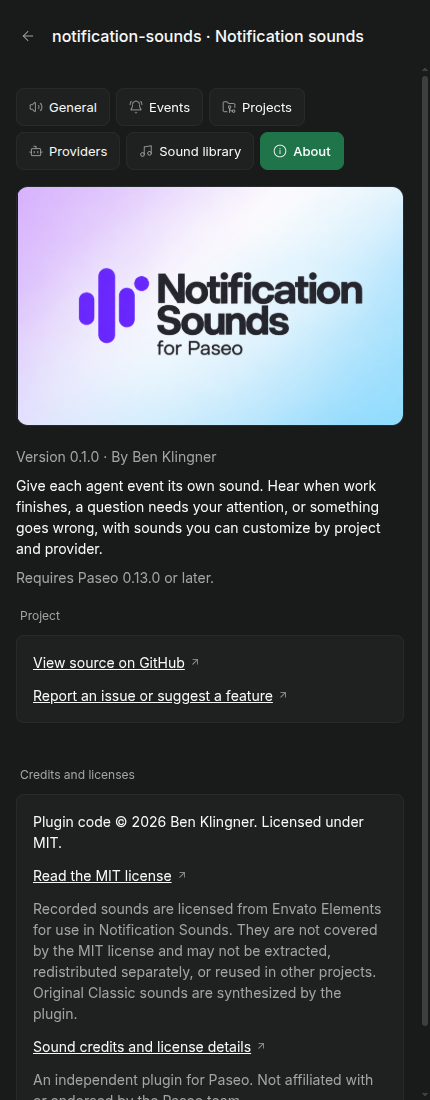 notification-sounds · Notification sounds
General
Events
Projects
Providers
Sound library
About
Notification
Sounds
for Paseo
Version 0.1.0 · By Ben Klingner
Give each agent event its own sound. Hear when work
finishes, a question needs your attention, or something
goes wrong, with sounds you can customize by project
and provider.
Requires Paseo 0.13.0 or later.
Project
View source on GitHub
Report an issue or suggest a feature
Credits and licenses
Plugin code © 2026 Ben Klingner. Licensed under
MIT.
Read the MIT license
Recorded sounds are licensed from Envato Elements
for use in Notification Sounds. They are not covered
by the MIT license and may not be extracted,
redistributed separately, or reused in other projects.
Original Classic sounds are synthesized by the
plugin.
Sound credits and license details
An independent plugin for Paseo. Not affiliated with
or endorsed by the Paseo team.